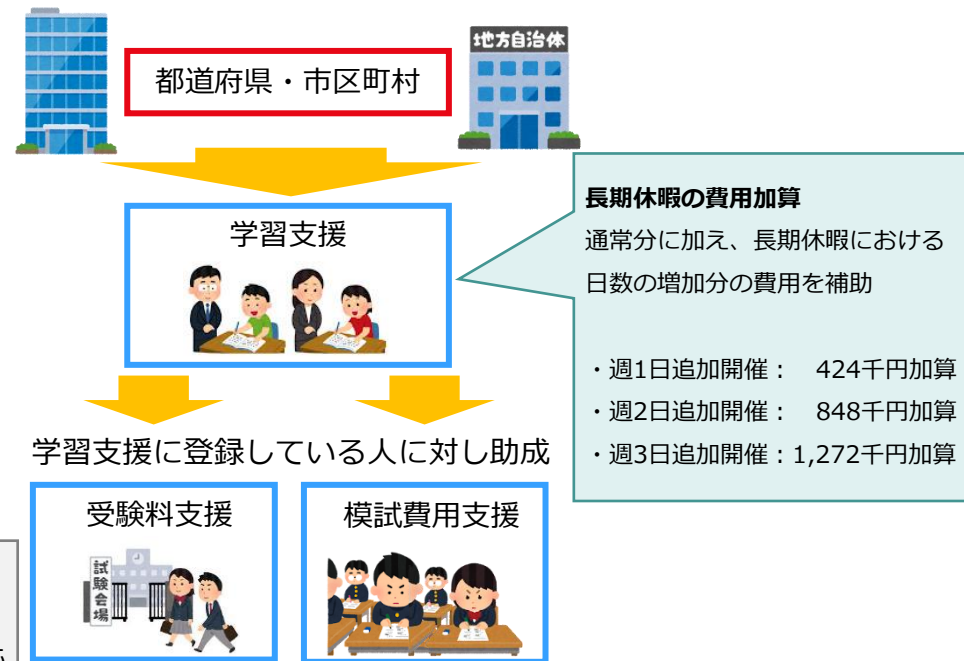 地方自治体
都道府県・市区町村
長期休暇の費用加算
通常分に加え、長期休暇における
日数の増加分の費用を補助
・週1日追加開催： 424千円加算
・週2日追加開催： 848千円加算
・週3日追加開催：1,272千円加算
学習支援
学習支援に登録している人に対し助成
受験料支援
模試費用支援
試験会場